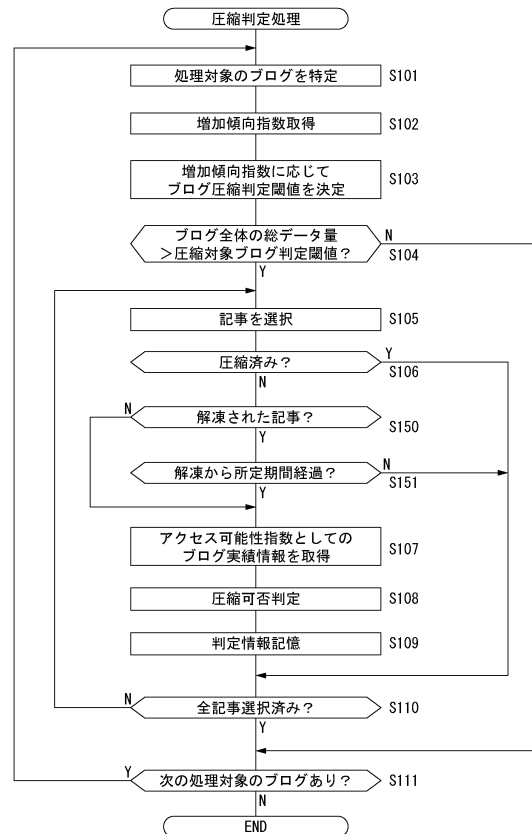 圧縮判定処理
処理対象のブログを特定 S101
増加傾向指数取得 S102
増加傾向指数に応じて
ブログ圧縮判定閾値を決定 S103
ブログ全体の総データ量 N
＞圧縮対象ブログ判定閾値？ S104
Y
記事を選択 S105
圧縮済み？ Y
S106
N
N 解凍された記事？ S150
Y
解凍から所定期間経過？ N
S151
Y
アクセス可能性指数としての
ブログ実績情報を取得 S107
圧縮可否判定 S108
判定情報記憶 S109
N 全記事選択済み？ S110
Y
Y 次の処理対象のブログあり？ S111
N
END